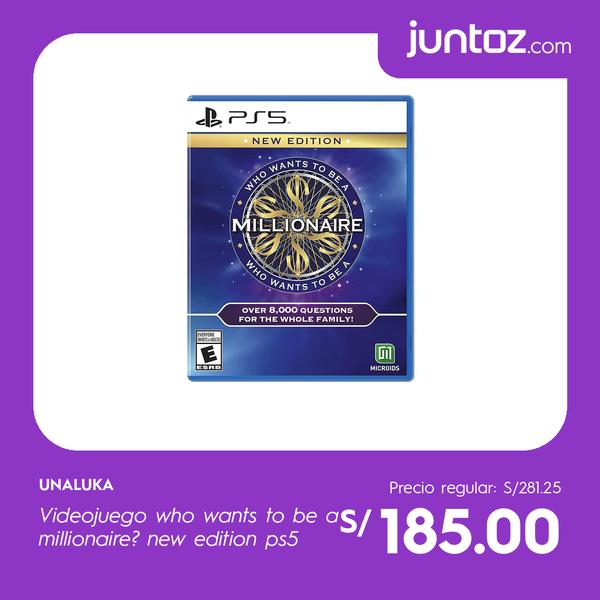 juntoz.com
PS5
NEW EDITION
WHO WANTS TO BE A
MILLIONAIRE
WHO WANTS TO BE A
OVER 8,000 QUESTIONS
FOR THE WHOLE FAMILY!
EVERYONE
E
ESRB
MICROIDS
UNALUKA
Precio regular: S/281.25
Videojuego who wants to be a
millionaire? new edition ps5
S/185.00